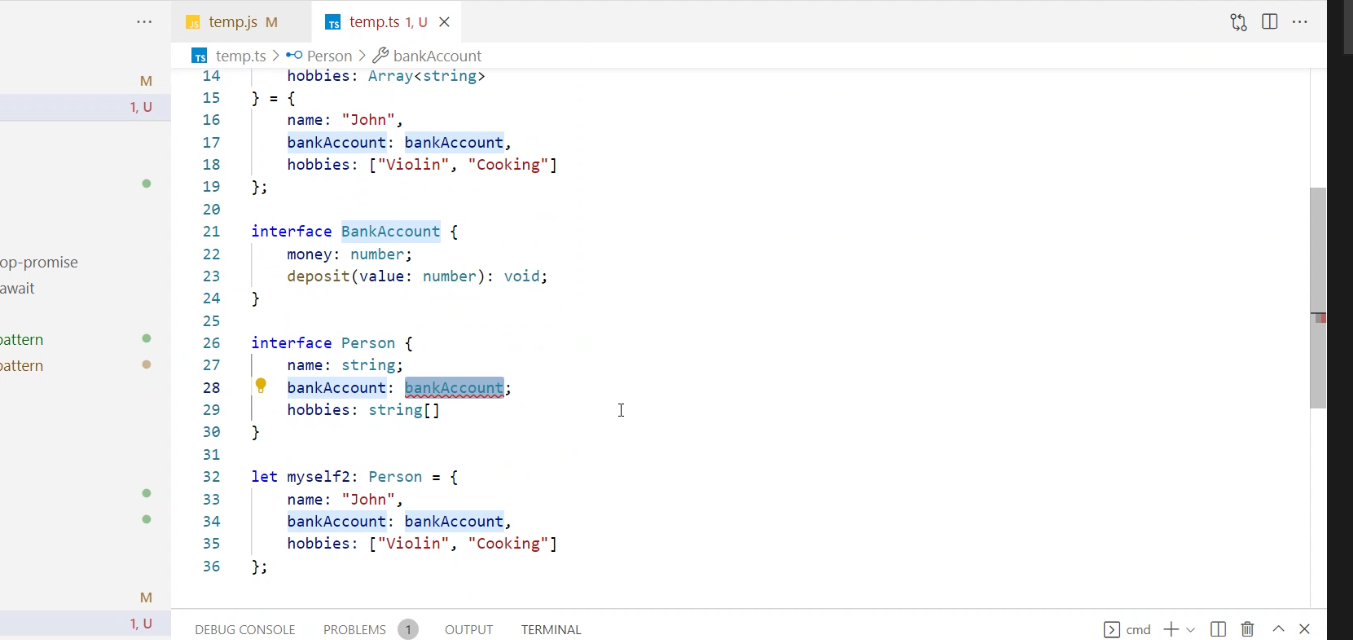 ··· JS temp.js M TS temp.ts 1, U
TS temp.ts > Person > bankAccount
M
1, U
op-promise
await
pattern
pattern
M
1, U
14 hobbies: Array<string>
15 } = {
16 name: "John",
17 bankAccount: bankAccount,
18 hobbies: ["Violin", "Cooking"]
19 };
20
21 interface BankAccount {
22 money: number;
23 deposit(value: number): void;
24 }
25
26 interface Person {
27 name: string;
28 bankAccount: bankAccount;
29 hobbies: string[]
30 }
31
32 let myself2: Person = {
33 name: "John",
34 bankAccount: bankAccount,
35 hobbies: ["Violin", "Cooking"]
36 };
DEBUG CONSOLE PROBLEMS 1 OUTPUT TERMINAL cmd